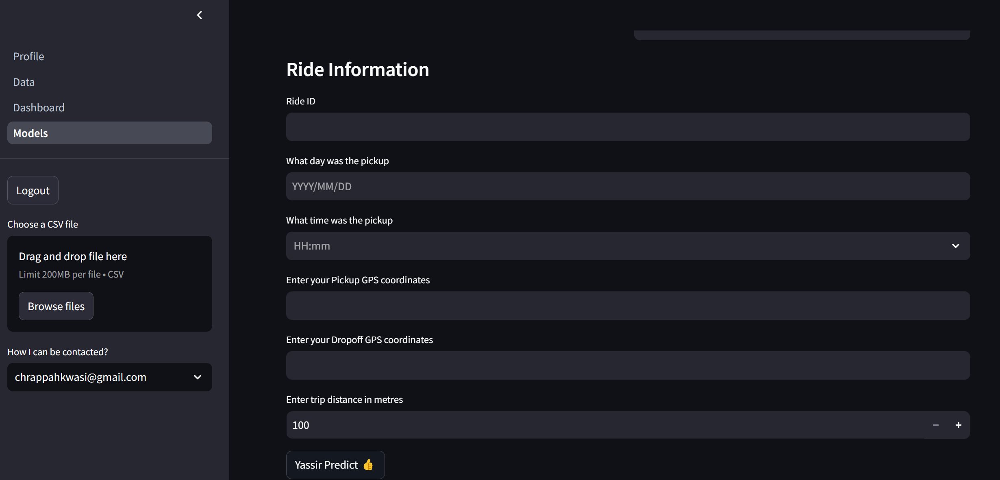 Profile
Data
Dashboard
Models
Logout
Choose a CSV file
Drag and drop file here
Limit 200MB per file • CSV
Browse files
How I can be contacted?
chrappahkwasi@gmail.com
Ride Information
Ride ID
What day was the pickup
YYYY/MM/DD
What time was the pickup
HH:mm
Enter your Pickup GPS coordinates
Enter your Dropoff GPS coordinates
Enter trip distance in metres
100
Yassir Predict 👍